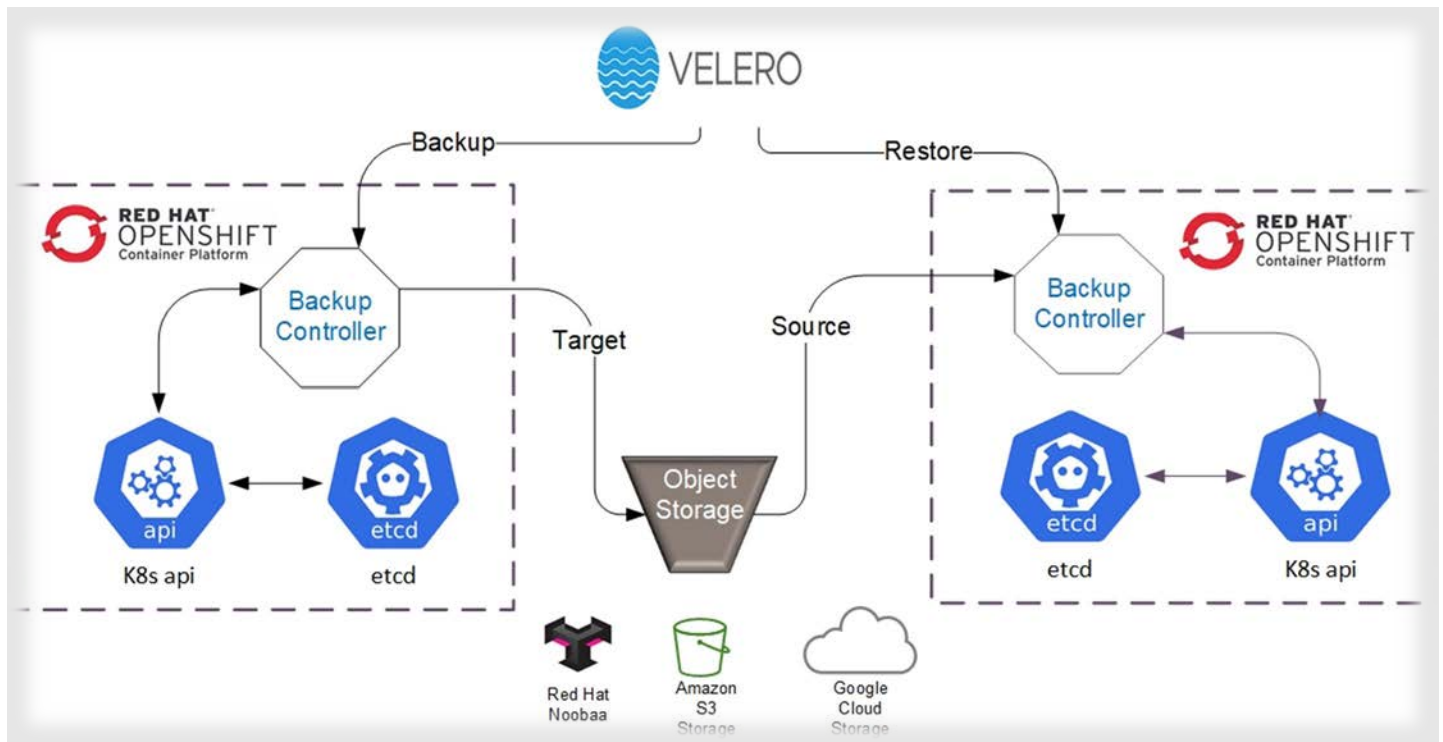 VELERO
Backup
Restore
RED HAT
OPENSHIFT
Container Platform
RED HAT
OPENSHIFT
Container Platform
Backup
Controller
Backup
Controller
Target
Source
api
etcd
Object
Storage
etcd
api
K8s api
etcd
etcd
K8s api
Red Hat
Noobaa
Amazon
S3
Storage
Google
Cloud
Storage